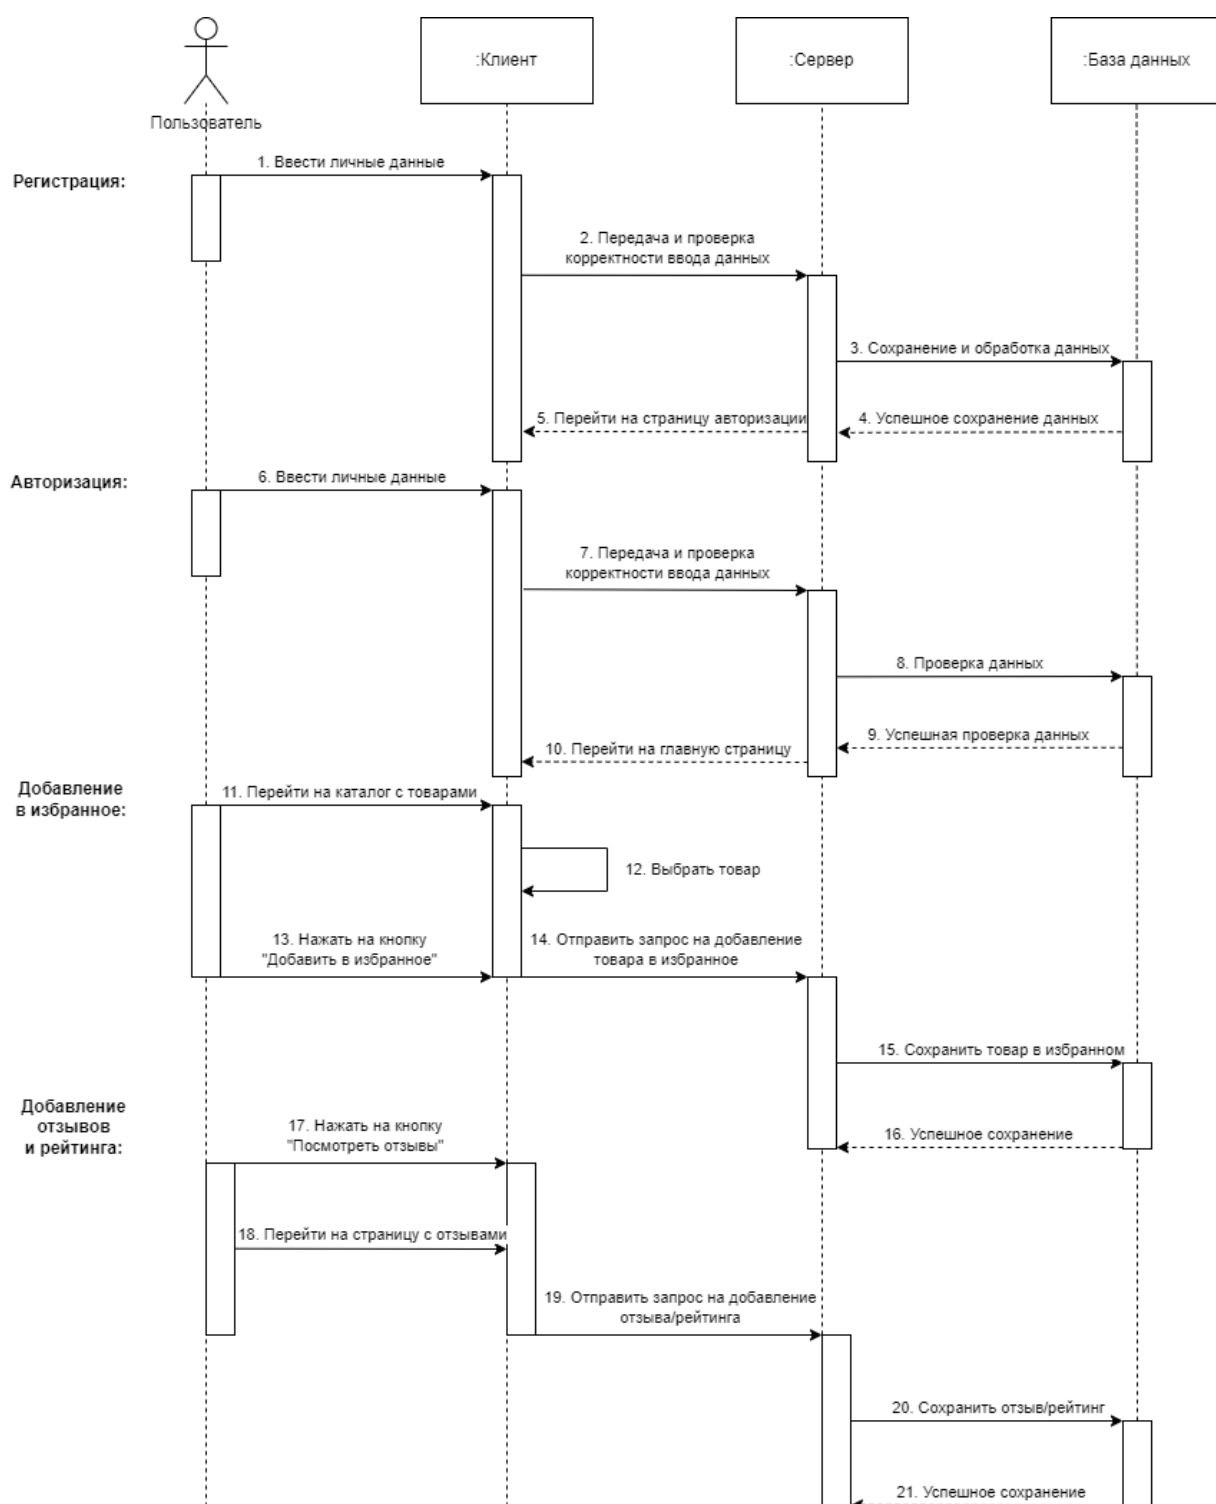 :Клиент
:Сервер
:База данных
Пользователь
1. Ввести личные данные
Регистрация:
2. Передача и проверка
корректности ввода данных
3. Сохранение и обработка данных
5. Перейти на страницу авторизации
4. Успешное сохранение данных
Авторизация:
6. Ввести личные данные
7. Передача и проверка
корректности ввода данных
8. Проверка данных
9. Успешная проверка данных
10. Перейти на главную страницу
Добавление
в избранное:
11. Перейти на каталог с товарами
12. Выбрать товар
13. Нажать на кнопку
"Добавить в избранное"
14. Отправить запрос на добавление
товара в избранное
15. Сохранить товар в избранном
Добавление
отзывов
и рейтинга:
17. Нажать на кнопку
"Посмотреть отзывы"
16. Успешное сохранение
18. Перейти на страницу с отзывами
19. Отправить запрос на добавление
отзыва/рейтинга
20. Сохранить отзыв/рейтинг
21. Успешное сохранение